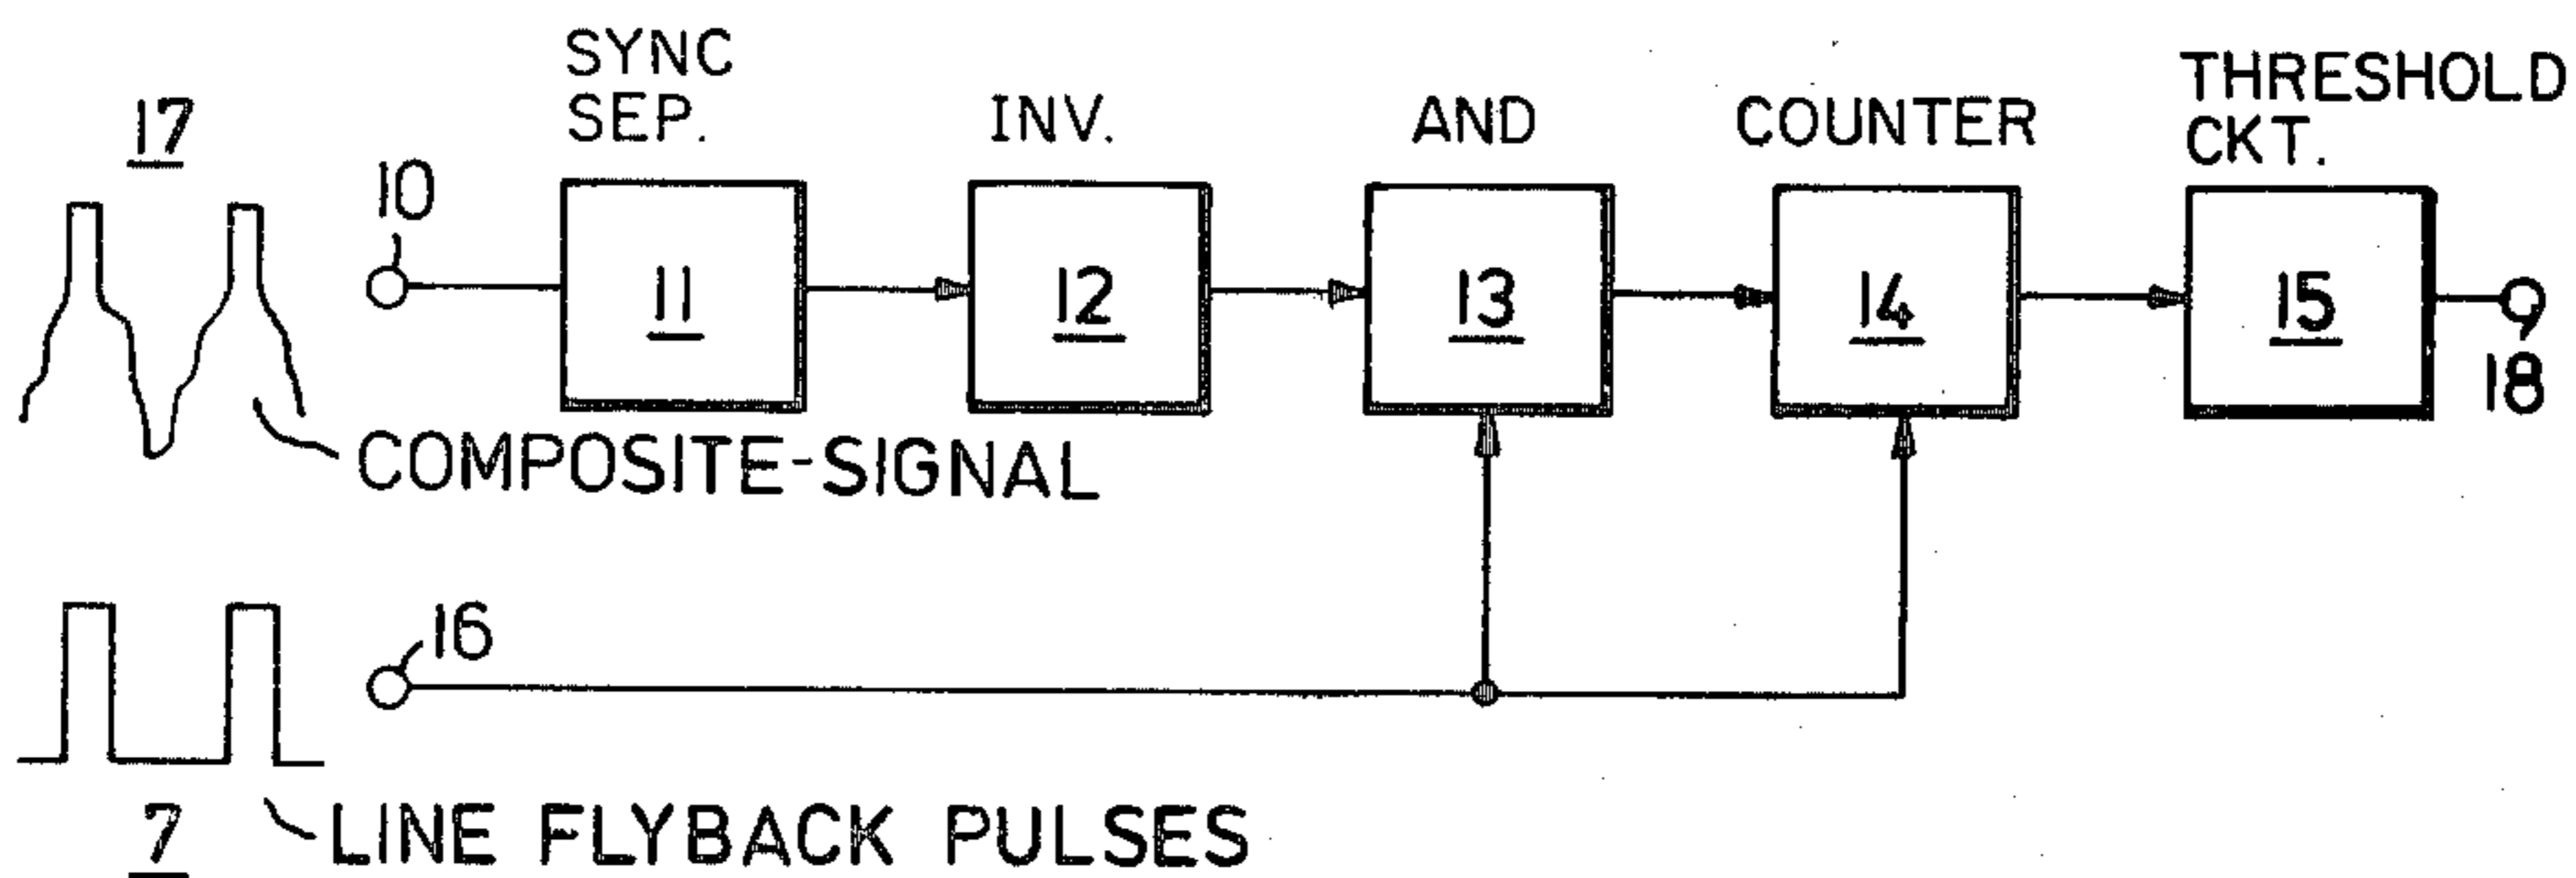 SYNC
SEP.
INV.
AND
COUNTER
THRESHOLD
CKT.
17
10
11
12
13
14
15
18
COMPOSITE-SIGNAL
16
7
LINE FLYBACK PULSES